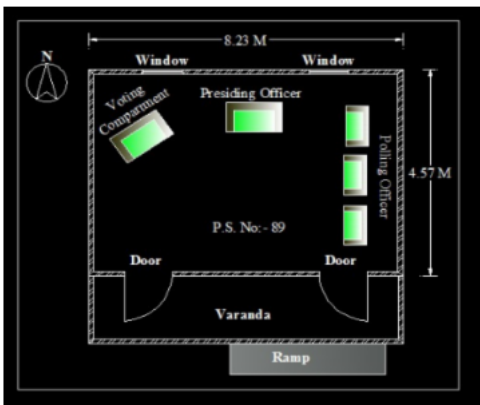 8.23 M
N
Window
Window
Voting
Compartment
Presiding Officer
Polling Officer
4.57 M
P.S. No:- 89
Door
Door
Varanda
Ramp